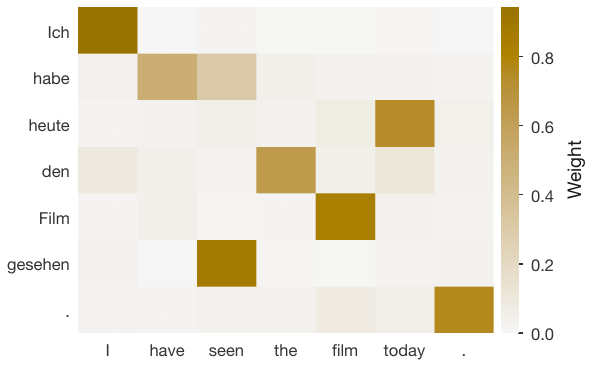 Ich
habe
heute
den
Film
gesehen
.
I have seen the film today .
0.8
0.6
0.4
0.2
0.0
Weight